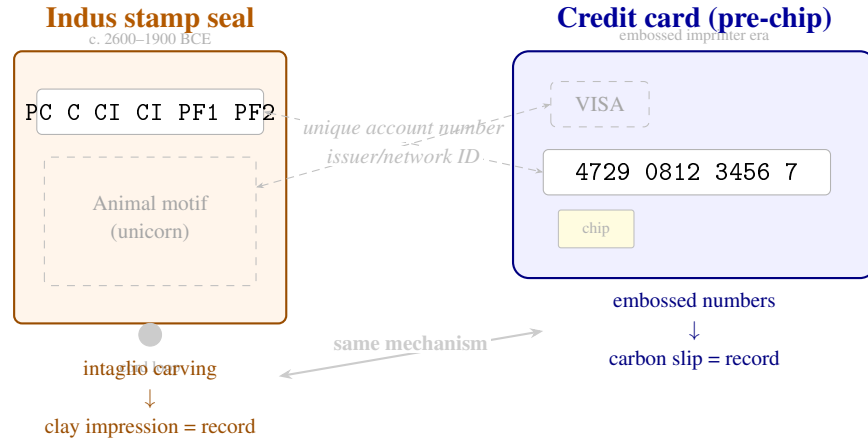 Indus stamp seal
c. 2600–1900 BCE
PC C CI CI PF1 PF2
Animal motif
(unicorn)
intaglio carving
↓
clay impression = record
unique account number
issuer/network ID
same mechanism
Credit card (pre-chip)
embossed imprinter era
VISA
4729 0812 3456 7
chip
embossed numbers
↓
carbon slip = record